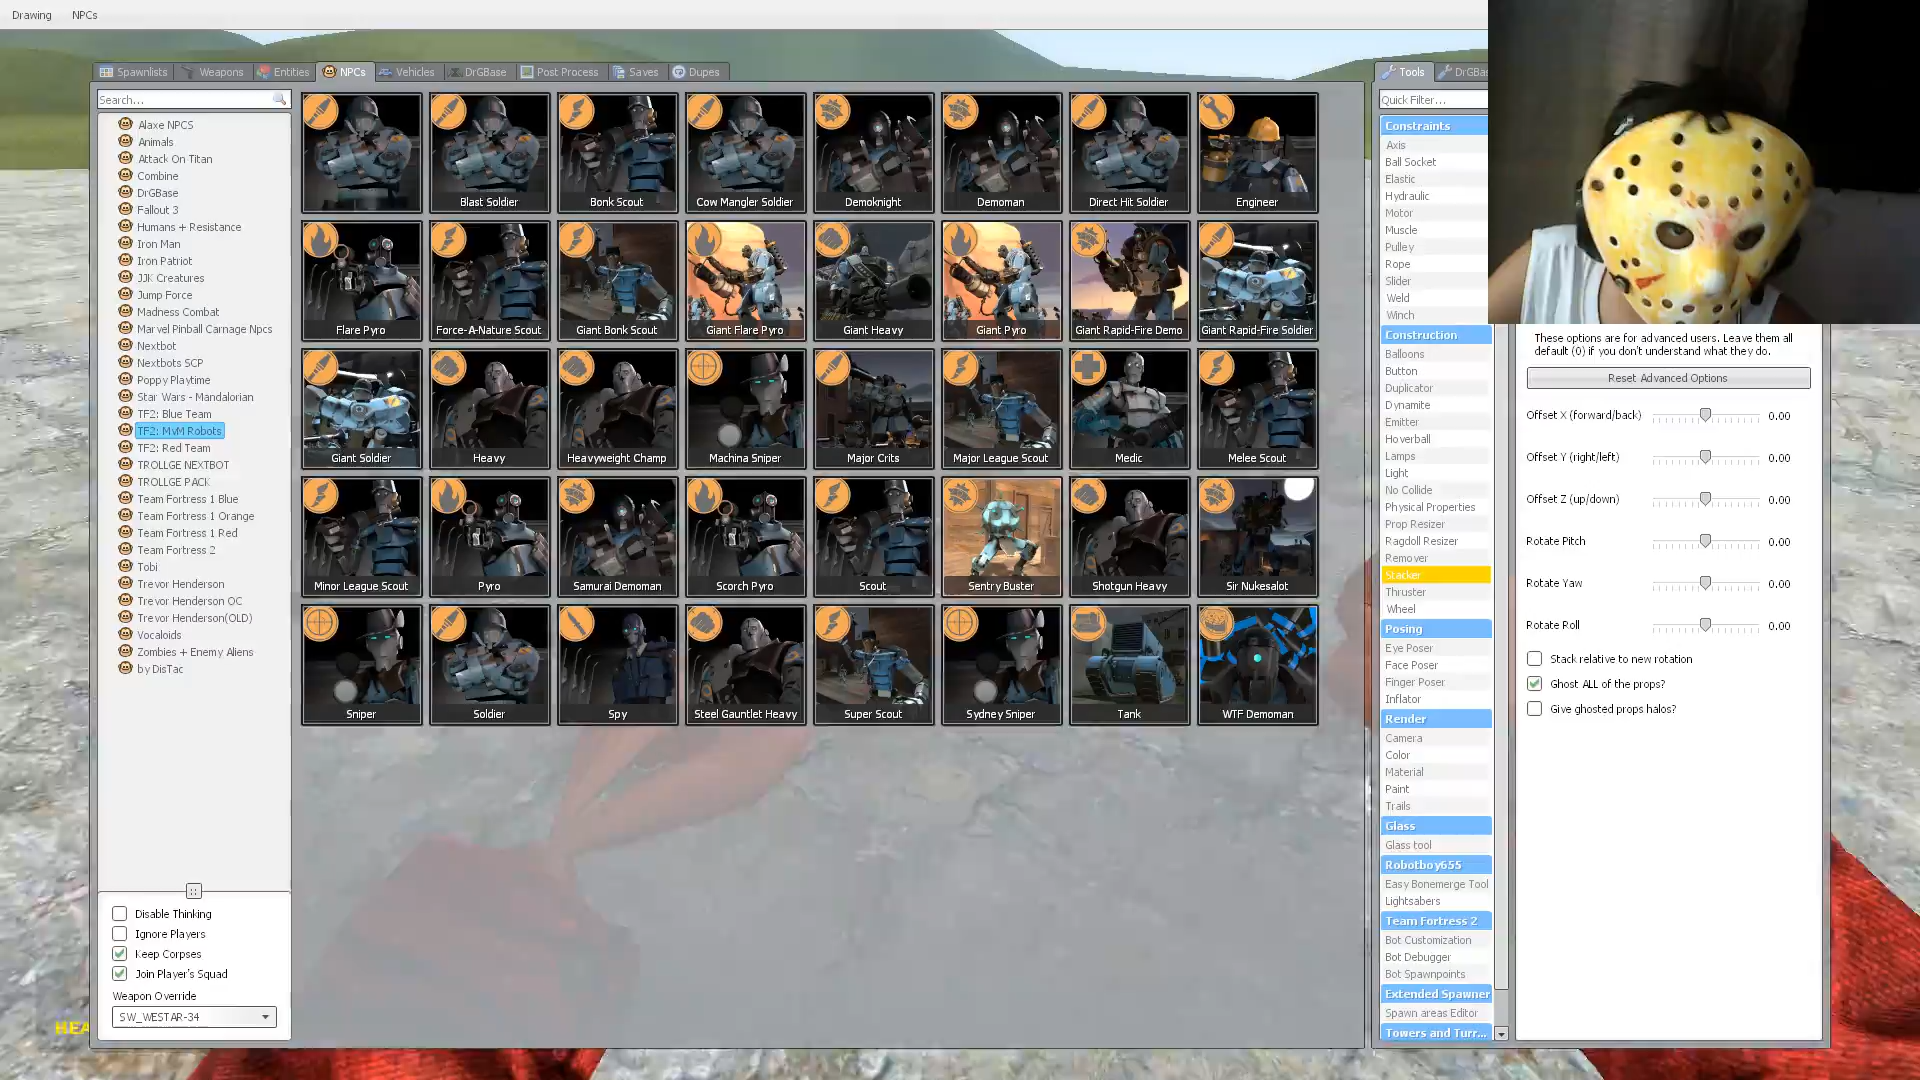 Drawing NPCs
Spawnlists Weapons Entities NPCs Vehicles DrGBase Post Process Saves Dupes
Tools
Search...
Alaxe NPCS
Animals
Attack On Titan
Combine
DrGBase
Fallout 3
Humans + Resistance
Iron Man
Iron Patriot
JJK Creatures
Jump Force
Madness Combat
Marvel Pinball Carnage Npcs
Nextbot
Nextbots SCP
Poppy Playtime
Star Wars - Mandalorian
TF2: Blue Team
TF2: MvM Robots
TF2: Red Team
TROLLGE NEXTBOT
TROLLGE PACK
Team Fortress 1 Blue
Team Fortress 1 Orange
Team Fortress 1 Red
Team Fortress 2
Tobi
Trevor Henderson
Trevor Henderson OC
Trevor Henderson(OLD)
Vocaloids
Zombies + Enemy Aliens
by DisTac
Disable Thinking
Ignore Players
Keep Corpses
Join Player's Squad
Weapon Override
SW_WESTAR-34
Blast Soldier Bonk Scout Cow Mangler Soldier Demoknight Demoman Direct Hit Soldier Engineer
Flare Pyro Force-A-Nature Scout Giant Bonk Scout Giant Flare Pyro Giant Heavy Giant Pyro Giant Rapid-Fire Demo Giant Rapid-Fire Soldier
Giant Soldier Heavy Heavyweight Champ Machina Sniper Major Crits Major League Scout Medic Melee Scout
Minor League Scout Pyro Samurai Demoman Scorch Pyro Scout Sentry Buster Shotgun Heavy Sir Nukesalot
Sniper Soldier Spy Steel Gauntlet Heavy Super Scout Sydney Sniper Tank WTF Demoman
Quick Filter...
Constraints
Axis
Ball Socket
Elastic
Hydraulic
Motor
Muscle
Pulley
Rope
Slider
Weld
Winch
Construction
Balloons
Button
Duplicator
Dynamite
Emitter
Hoverball
Lamps
Light
No Collide
Physical Properties
Prop Resizer
Ragdoll Resizer
Remover
Stacker
Thruster
Wheel
Posing
Eye Poser
Face Poser
Finger Poser
Inflator
Render
Camera
Color
Material
Paint
Trails
Glass
Glass tool
Robotboy655
Easy Bonemerge Tool
Lightsabers
Team Fortress 2
Bot Customization
Bot Debugger
Bot Spawnpoints
Extended Spawner
Spawn areas Editor
Towers and Turr...
These options are for advanced users. Leave them all
default (0) if you don't understand what they do.
Reset Advanced Options
Offset X (forward/back) 0.00
Offset Y (right/left) 0.00
Offset Z (up/down) 0.00
Rotate Pitch 0.00
Rotate Yaw 0.00
Rotate Roll 0.00
Stack relative to new rotation
Ghost ALL of the props?
Give ghosted props halos?